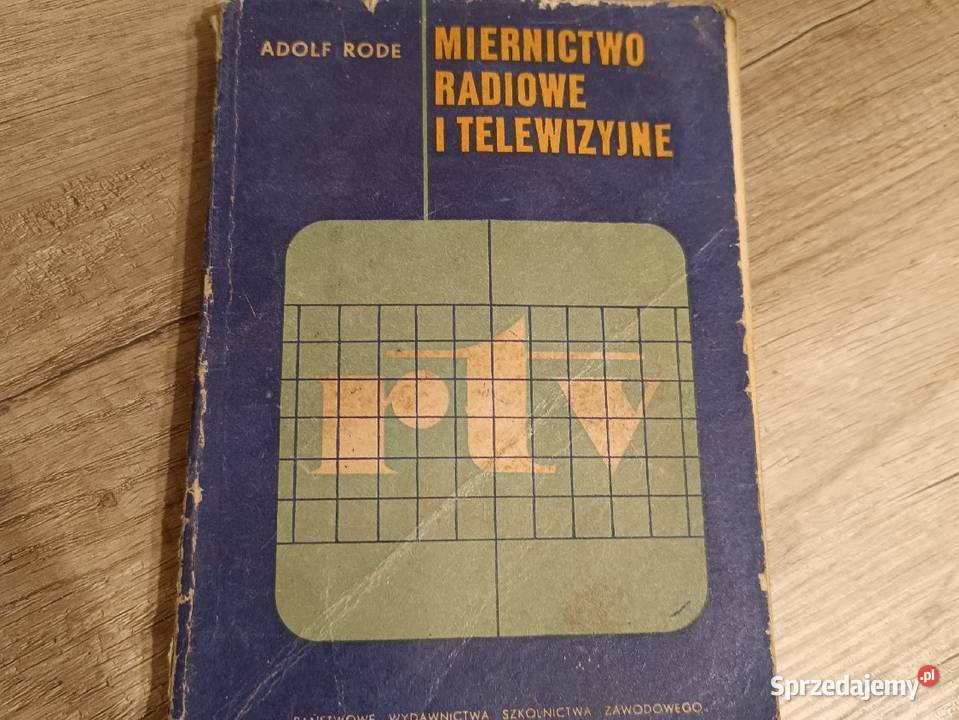 ADOLF RODE
MIERNICTWO
RADIOWE
I TELEWIZYJNE
rtv
PAŃSTWOWE WYDAWNICTWA SZKOLNICTWA ZAWODOWEGO
Sprzedajemy.pl